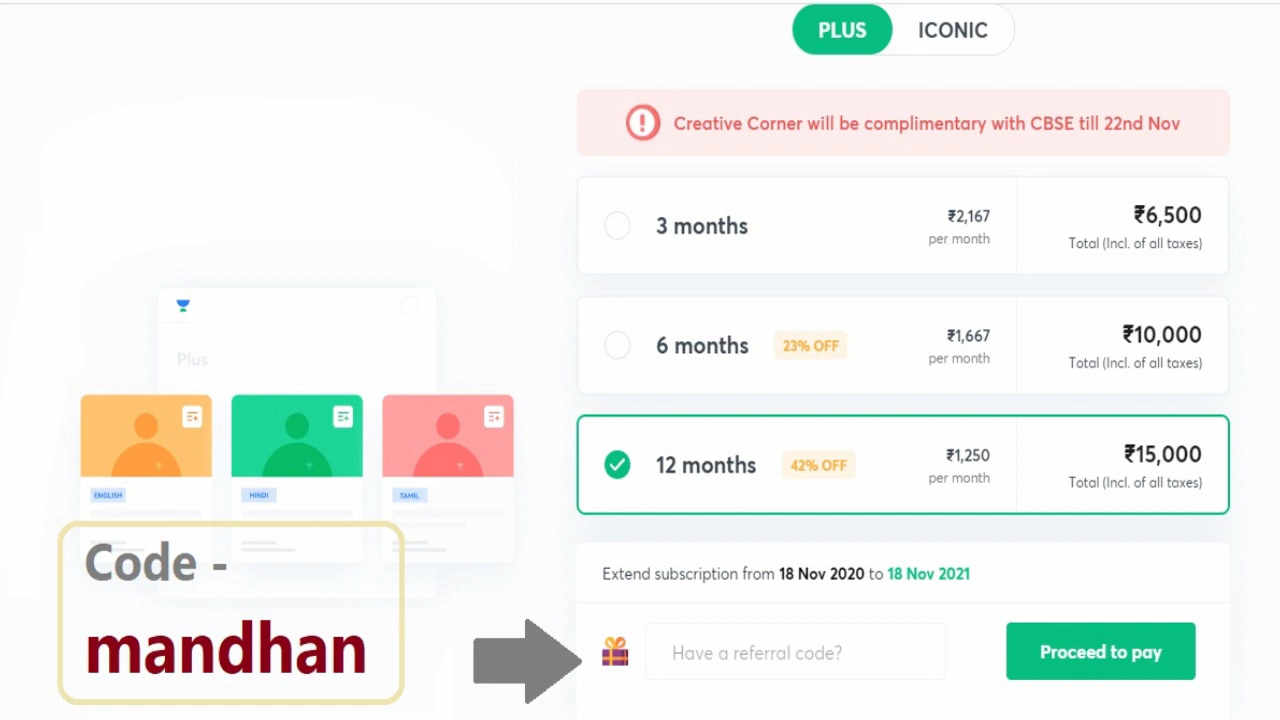 PLUS
ICONIC
Creative Corner will be complimentary with CBSE till 22nd Nov
3 months
₹2,167
per month
₹6,500
Total (Incl. of all taxes)
6 months
23% OFF
₹1,667
per month
₹10,000
Total (Incl. of all taxes)
12 months
42% OFF
₹1,250
per month
₹15,000
Total (Incl. of all taxes)
Extend subscription from 18 Nov 2020 to 18 Nov 2021
Have a referral code?
Proceed to pay
Plus
ENGLISH
HINDI
TAMIL
Code -
mandhan